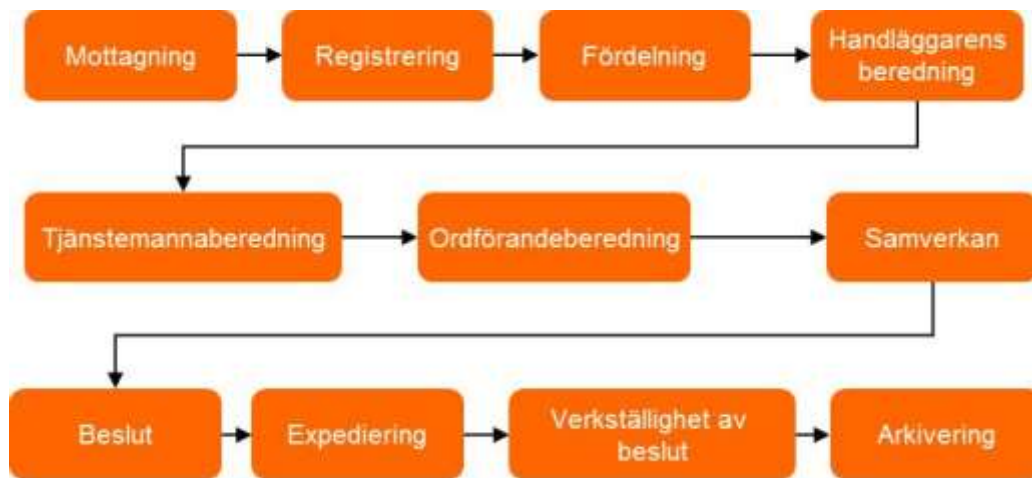 Mottagning
Registrering
Fördelning
Handläggarens
beredning
Tjänstemannaberedning
Ordförandeberedning
Samverkan
Beslut
Expediering
Verkställighet av
beslut
Arkivering